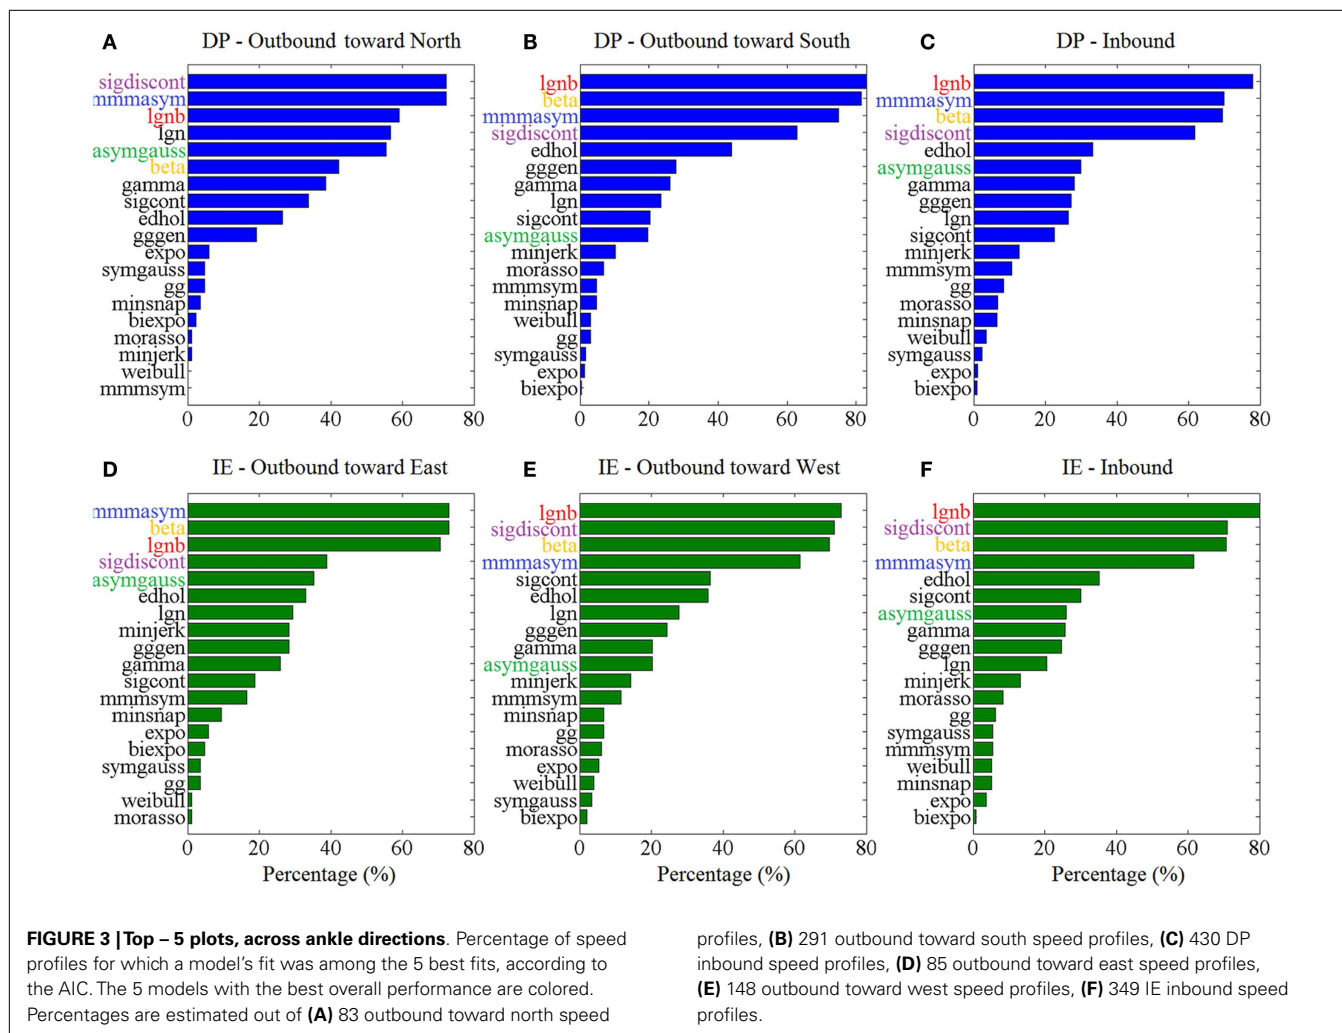 A
DP - Outbound toward North
sigdiscont
mmmasym
lgnb
lgn
asymgauss
beta
gamma
sigcont
edhol
gggen
expo
symgauss
gg
minsnap
biexpo
morasso
minjerk
weibull
mmmsym
0 20 40 60 80
B
DP - Outbound toward South
lgnb
beta
mmmasym
sigdiscont
edhol
gggen
gamma
lgn
sigcont
asymgauss
minjerk
morasso
mmmsym
minsnap
weibull
gg
symgauss
expo
biexpo
0 20 40 60 80
C
DP - Inbound
lgnb
mmmasym
beta
sigdiscont
edhol
asymgauss
gamma
gggen
lgn
sigcont
minjerk
mmmsym
gg
morasso
minsnap
weibull
symgauss
expo
biexpo
0 20 40 60 80
D
IE - Outbound toward East
mmmasym
beta
lgnb
sigdiscont
asymgauss
edhol
lgn
minjerk
gggen
gamma
sigcont
mmmsym
minsnap
expo
biexpo
symgauss
gg
weibull
morasso
0 20 40 60 80
Percentage (%)
E
IE - Outbound toward West
lgnb
sigdiscont
beta
mmmasym
sigcont
edhol
lgn
gggen
gamma
asymgauss
minjerk
mmmsym
minsnap
gg
morasso
expo
weibull
symgauss
biexpo
0 20 40 60 80
Percentage (%)
F
IE - Inbound
lgnb
sigdiscont
beta
mmmasym
edhol
sigcont
asymgauss
gamma
gggen
lgn
minjerk
morasso
gg
symgauss
mmmsym
weibull
minsnap
expo
biexpo
0 20 40 60 80
Percentage (%)
FIGURE 3 | Top – 5 plots, across ankle directions. Percentage of speed
profiles for which a model's fit was among the 5 best fits, according to
the AIC. The 5 models with the best overall performance are colored.
Percentages are estimated out of (A) 83 outbound toward north speed
profiles, (B) 291 outbound toward south speed profiles, (C) 430 DP
inbound speed profiles, (D) 85 outbound toward east speed profiles,
(E) 148 outbound toward west speed profiles, (F) 349 IE inbound speed
profiles.